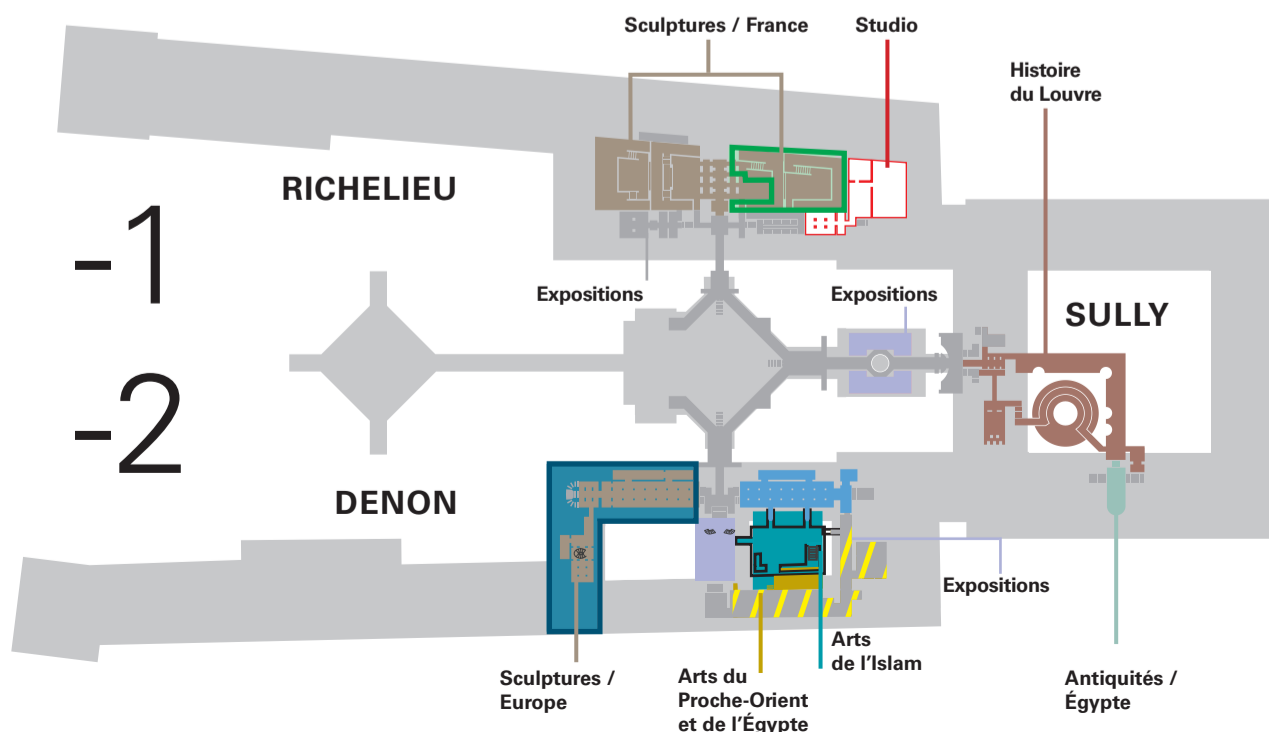 Sculptures / France
Studio
Histoire
du Louvre
RICHELIEU
-1
Expositions
Expositions
SULLY
-2
DENON
Expositions
Sculptures /
Europe
Arts du
Proche-Orient
et de l’Égypte
Arts
de l’Islam
Antiquités /
Égypte